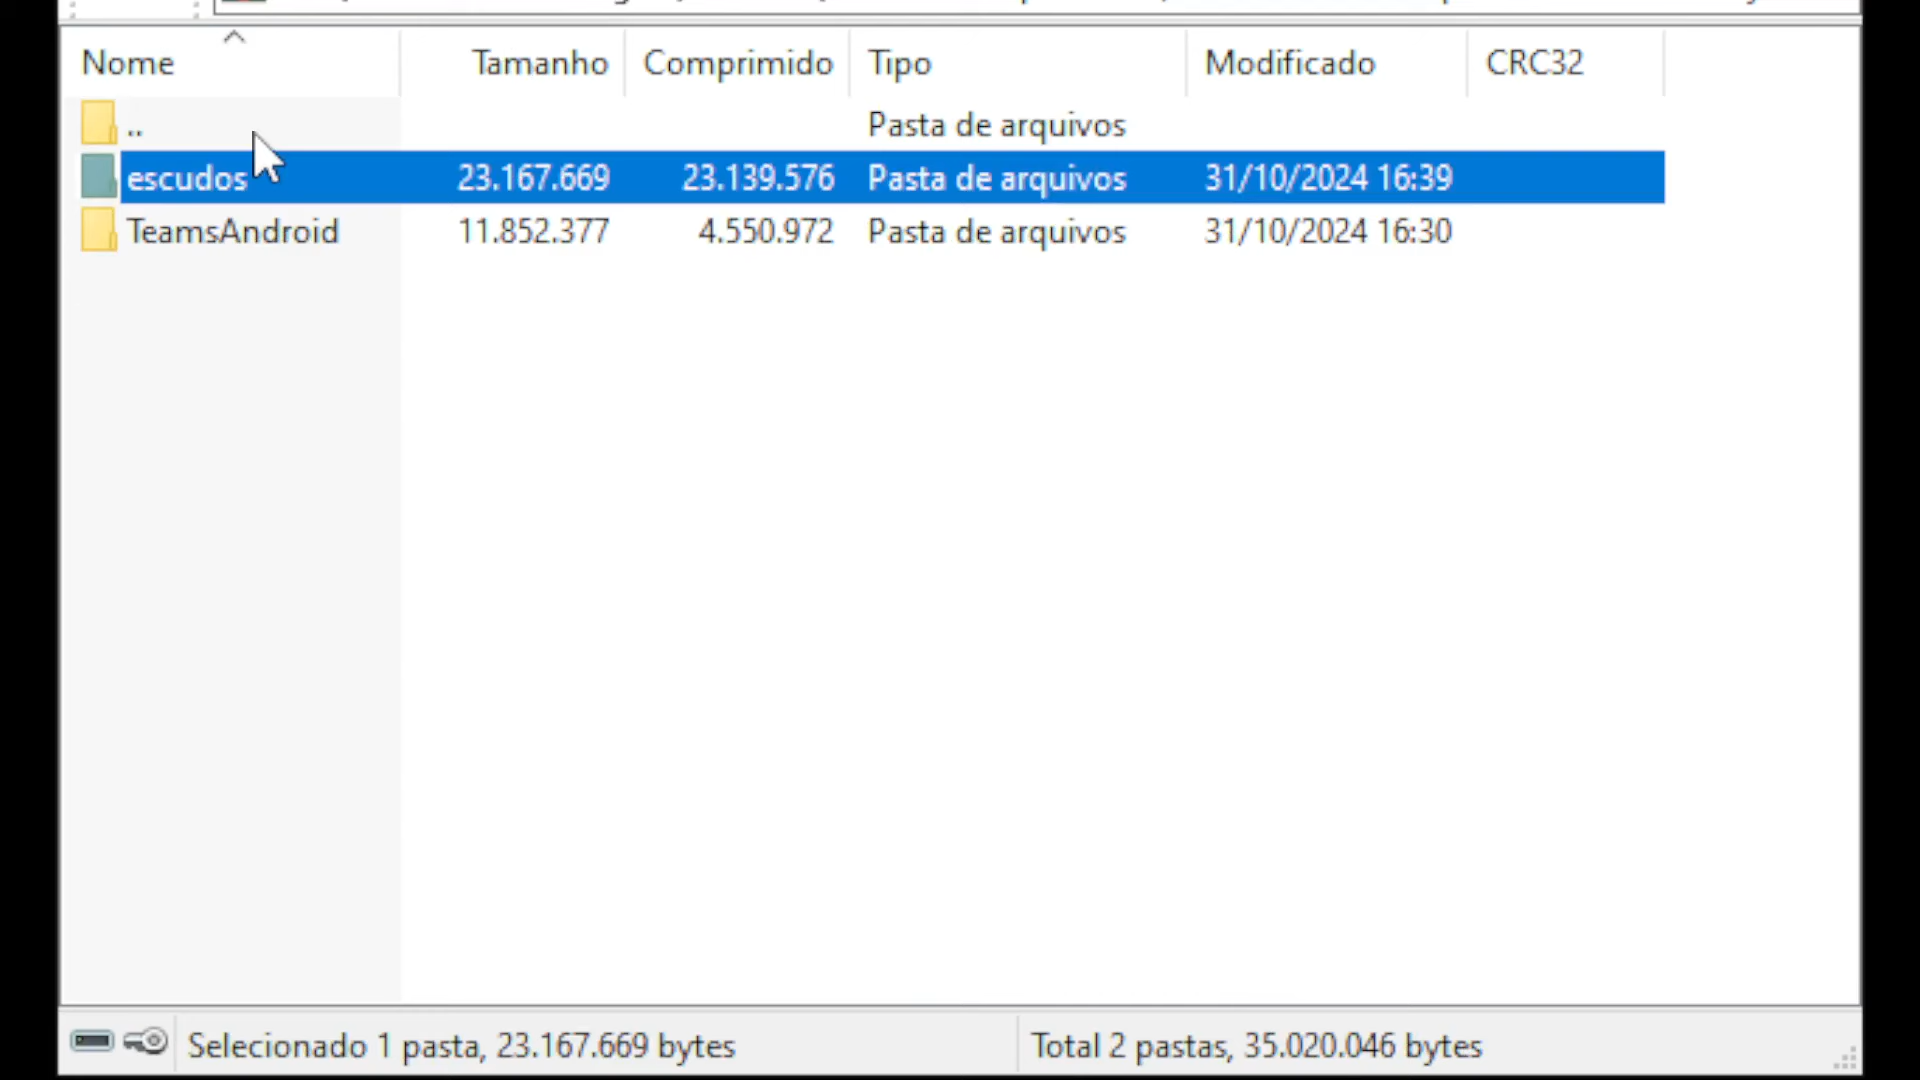 Nome Tamanho Comprimido Tipo Modificado CRC32
.. Pasta de arquivos
escudos 23.167.669 23.139.576 Pasta de arquivos 31/10/2024 16:39
TeamsAndroid 11.852.377 4.550.972 Pasta de arquivos 31/10/2024 16:30
Selecionado 1 pasta, 23.167.669 bytes Total 2 pastas, 35.020.046 bytes